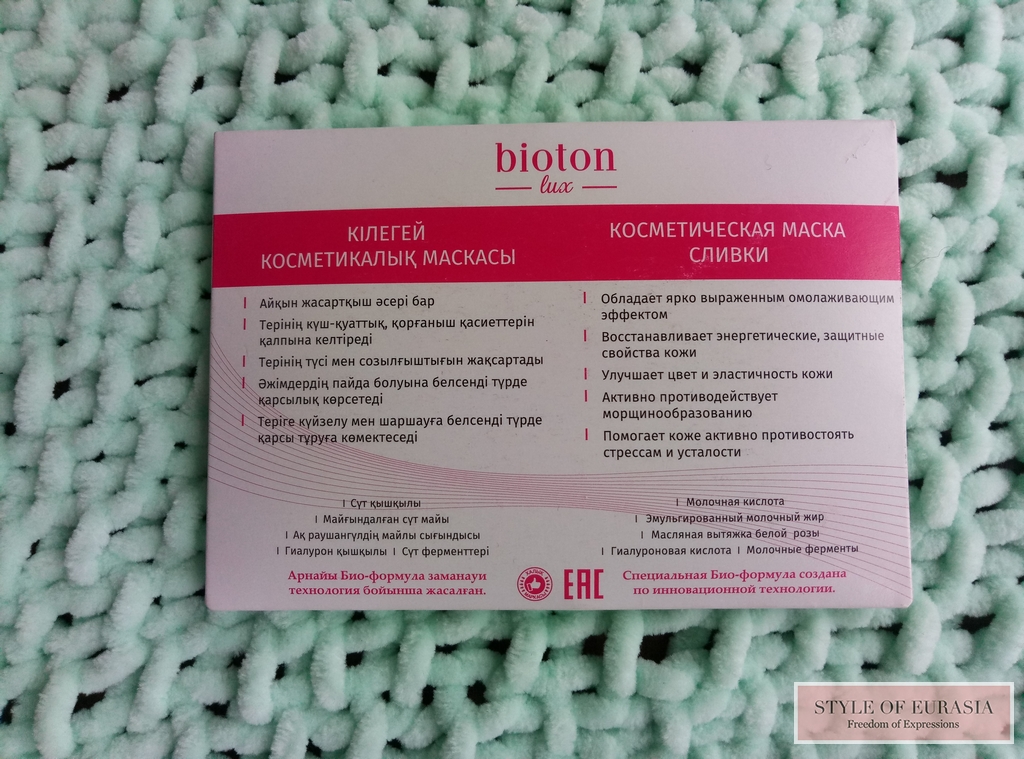 bioton
lux
КІЛЕГЕЙ
КОСМЕТИКАЛЫҚ МАСКАСЫ
Айқын жасартқыш әсері бар
Терінің күш-қуаттық, қорғаныш қасиеттерін
қалпына келтіреді
Терінің түсі мен созылғыштығын жақсартады
Әжімдердің пайда болуына белсенді түрде
қарсылық көрсетеді
Теріге күйзелу мен шаршауға белсенді түрде
қарсы тұруға көмектеседі
Сүт қышқылы
Майғындалған сүт майы
Ақ раушангүлдің майлы сығындысы
Гиалурон қышқылы | Сүт ферменттері
Арнайы Био-формула заманауи
технология бойынша жасалған.
КОСМЕТИЧЕСКАЯ МАСКА
СЛИВКИ
Обладает ярко выраженным омолаживающим
эффектом
Восстанавливает энергетические, защитные
свойства кожи
Улучшает цвет и эластичность кожи
Активно противодействует
морщинообразованию
Помогает коже активно противостоять
стрессам и усталости
Молочная кислота
Эмульгированный молочный жир
Масляная вытяжка белой розы
Гиалуроновая кислота | Молочные ферменты
Специальная Био-формула создана
по инновационной технологии.
EAC
STYLE OF EURASIA
Freedom of Expressions